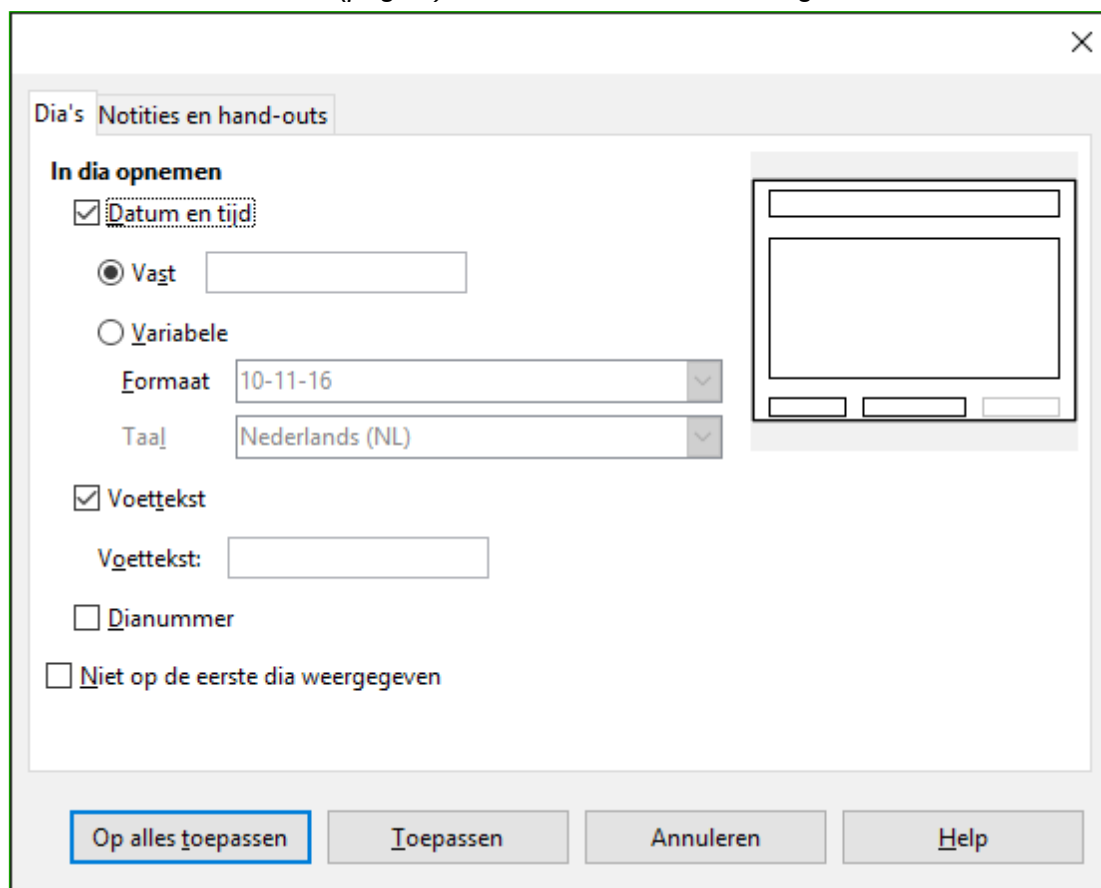 Dia's Notities en hand-outs
In dia opnemen
Datum en tijd
Vast
Variabele
Formaat 10-11-16
Taal Nederlands (NL)
Voettekst
Voettekst:
Dianummer
Niet op de eerste dia weergegeven
Op alles toepassen Toepassen Annuleren Help